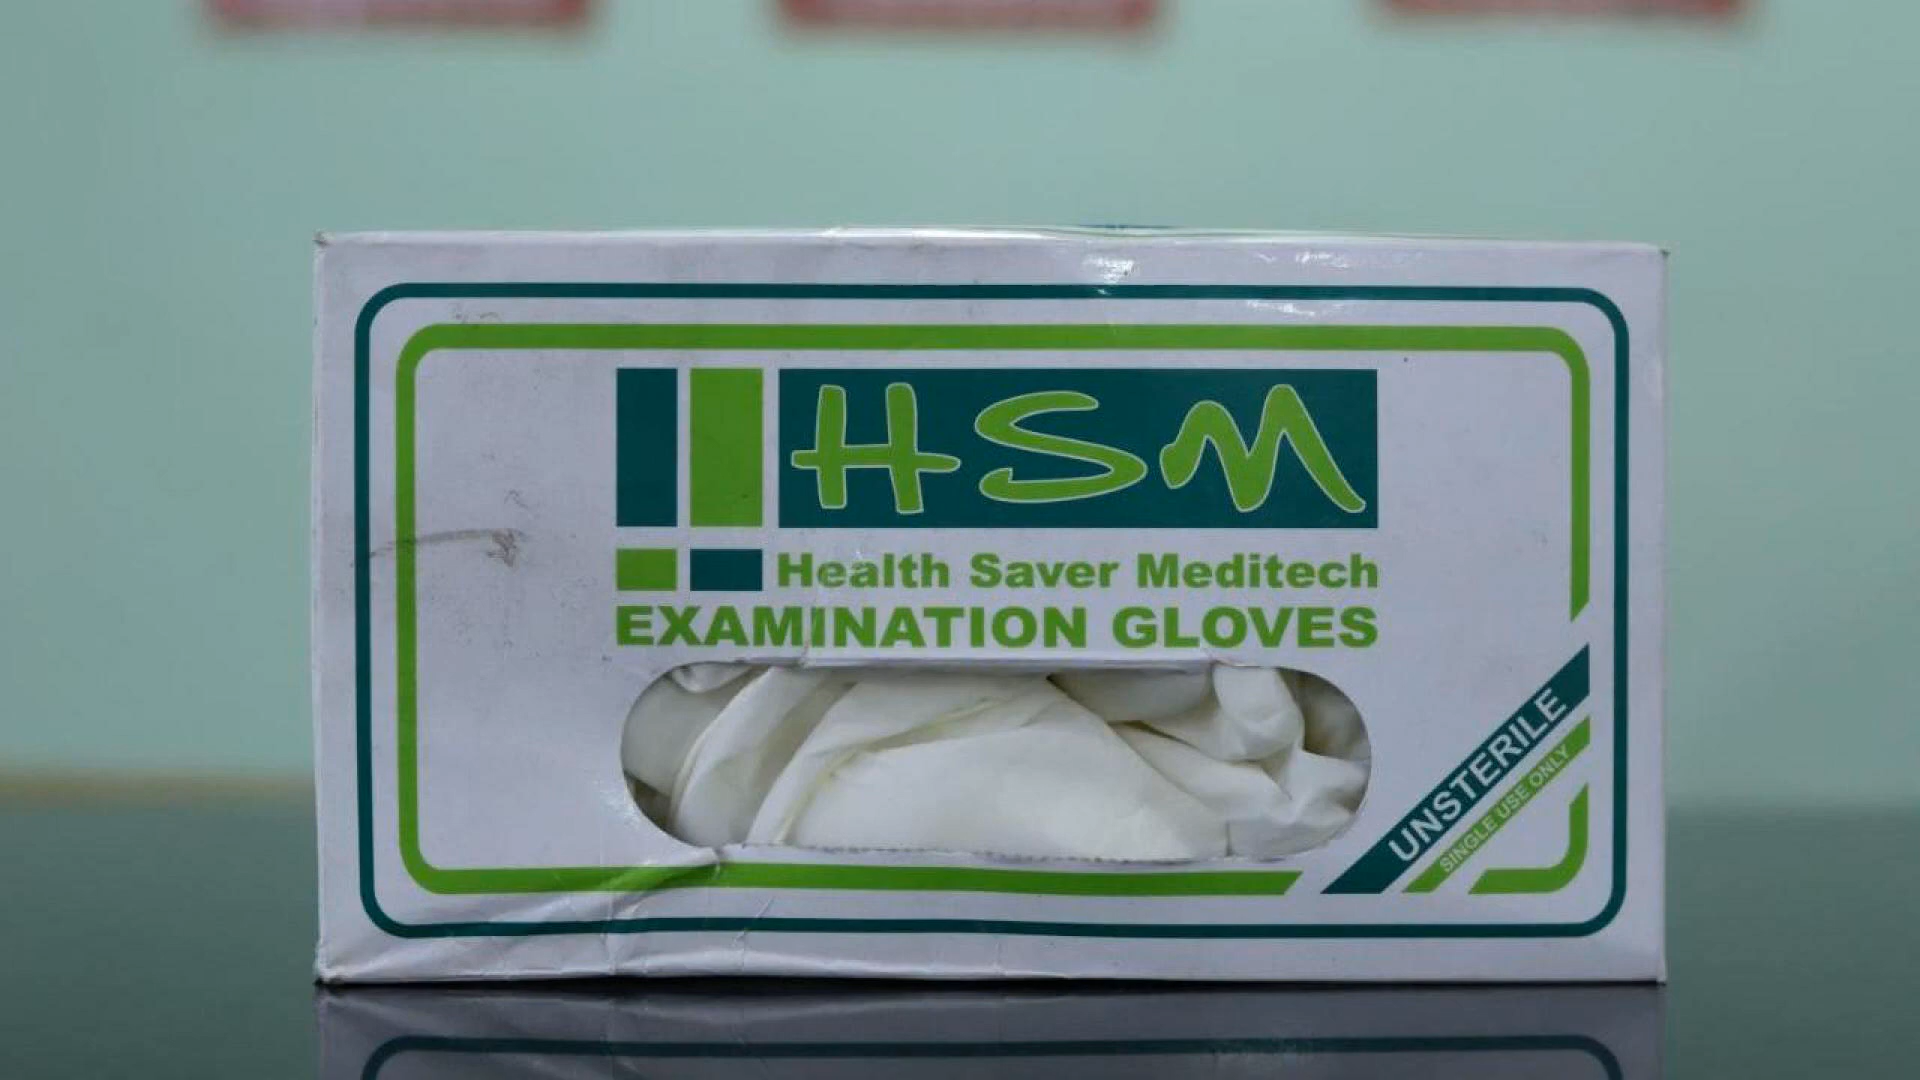 HSM
Health Saver Meditech
EXAMINATION GLOVES
UNSTERILE
SINGLE USE ONLY